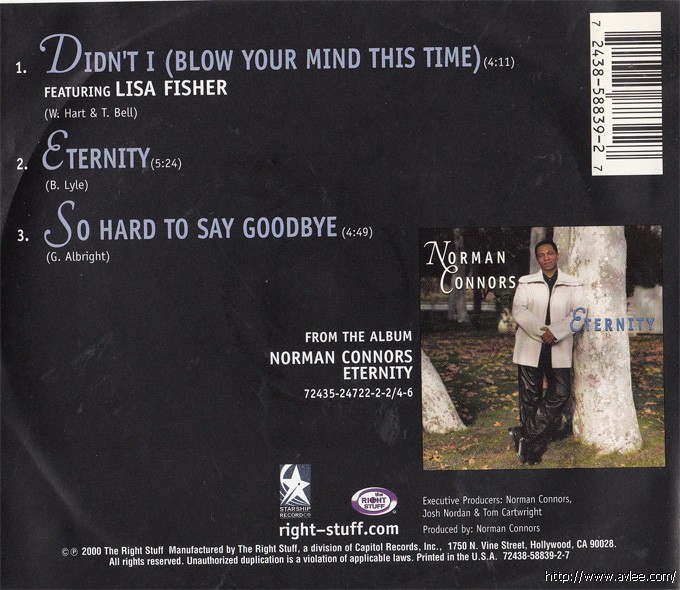 1. DIDN'T I (BLOW YOUR MIND THIS TIME) (4:11)
FEATURING LISA FISHER
(W. Hart & T. Bell)
2. ETERNITY (5:24)
(B. Lyle)
3. SO HARD TO SAY GOODBYE (4:49)
(G. Albright)
7 2438-58839-2 7
NORMAN
CONNORS
ETERNITY
FROM THE ALBUM
NORMAN CONNORS
ETERNITY
72435-24722-2-2/4-6
STARSHIP
RECORDCO
the
RIGHT
STUFF
right-stuff.com
Executive Producers: Norman Connors,
Josh Nordan & Tom Cartwright
Produced by: Norman Connors
© ℗ 2000 The Right Stuff Manufactured by The Right Stuff, a division of Capitol Records, Inc., 1750 N. Vine Street, Hollywood, CA 90028.
All rights reserved. Unauthorized duplication is a violation of applicable laws. Printed in the U.S.A. 72438-58839-2-7
http://www.avlee.com/